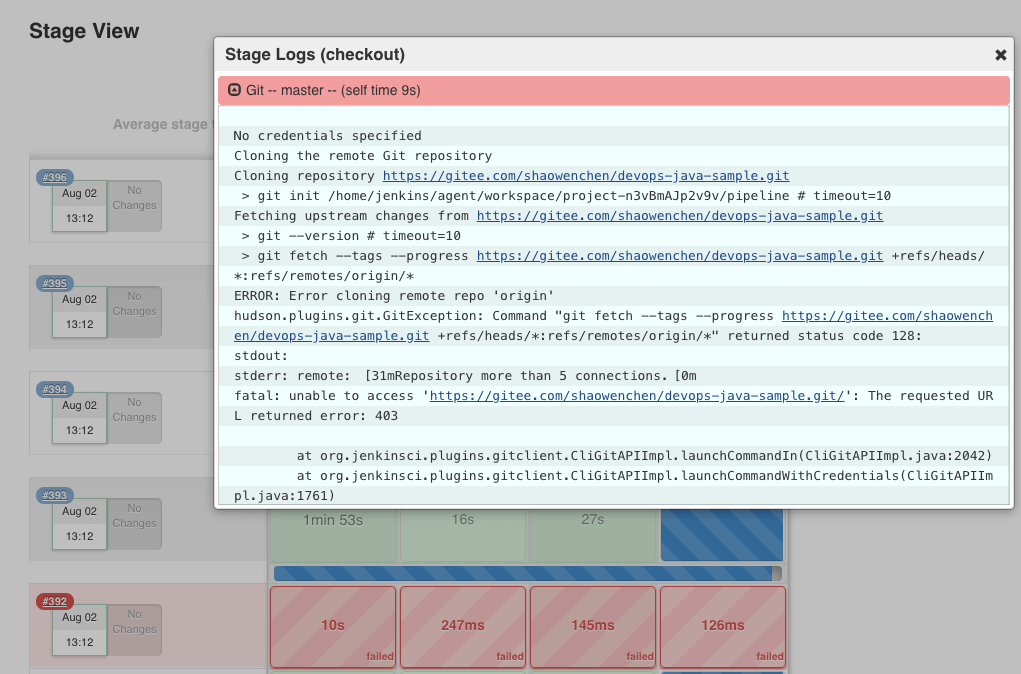 Stage View
Stage Logs (checkout)
Git -- master -- (self time 9s)
No credentials specified
Cloning the remote Git repository
Cloning repository https://gitee.com/shaowenchen/devops-java-sample.git
 > git init /home/jenkins/agent/workspace/project-n3vBmAJp2v9v/pipeline # timeout=10
Fetching upstream changes from https://gitee.com/shaowenchen/devops-java-sample.git
 > git --version # timeout=10
 > git fetch --tags --progress https://gitee.com/shaowenchen/devops-java-sample.git +refs/heads/
*:refs/remotes/origin/*
ERROR: Error cloning remote repo 'origin'
hudson.plugins.git.GitException: Command "git fetch --tags --progress https://gitee.com/shaowench
en/devops-java-sample.git +refs/heads/*:refs/remotes/origin/*" returned status code 128:
stdout:
stderr: remote:  [31mRepository more than 5 connections. [0m
fatal: unable to access 'https://gitee.com/shaowenchen/devops-java-sample.git/': The requested UR
L returned error: 403
at org.jenkinsci.plugins.gitclient.CliGitAPIImpl.launchCommandIn(CliGitAPIImpl.java:2042)
at org.jenkinsci.plugins.gitclient.CliGitAPIImpl.launchCommandWithCredentials(CliGitAPIIm
pl.java:1761)
Average stage
#396
Aug 02
13:12
No
Changes
#395
Aug 02
13:12
No
Changes
#394
Aug 02
13:12
No
Changes
#393
Aug 02
13:12
No
Changes
1min 53s
16s
27s
#392
Aug 02
13:12
No
Changes
10s
failed
247ms
failed
145ms
failed
126ms
failed